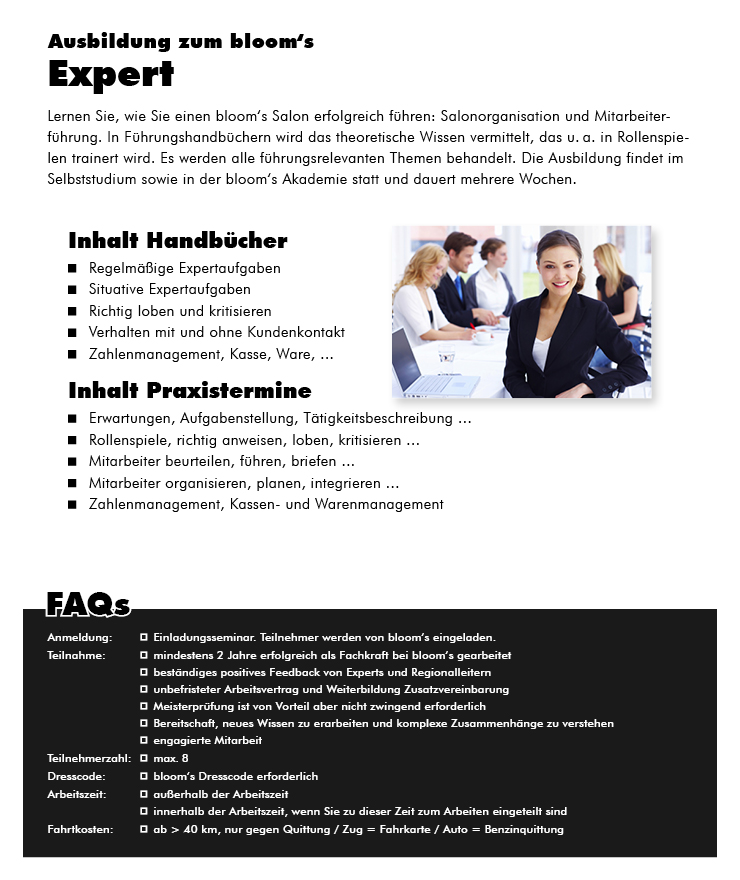 Ausbildung zum bloom‘s
Expert
Lernen Sie, wie Sie einen bloom‘s Salon erfolgreich führen: Salonorganisation und Mitarbeiter-
führung. In Führungshandbüchern wird das theoretische Wissen vermittelt, das u. a. in Rollenspie-
len trainert wird. Es werden alle führungsrelevanten Themen behandelt. Die Ausbildung findet im
Selbststudium sowie in der bloom‘s Akademie statt und dauert mehrere Wochen.
Inhalt Handbücher
■ Regelmäßige Expertaufgaben
■ Situative Expertaufgaben
■ Richtig loben und kritisieren
■ Verhalten mit und ohne Kundenkontakt
■ Zahlenmanagement, Kasse, Ware, ...
Inhalt Praxistermine
■ Erwartungen, Aufgabenstellung, Tätigkeitsbeschreibung ...
■ Rollenspiele, richtig anweisen, loben, kritisieren ...
■ Mitarbeiter beurteilen, führen, briefen ...
■ Mitarbeiter organisieren, planen, integrieren ...
■ Zahlenmanagement, Kassen- und Warenmanagement
FAQs
Anmeldung: Einladungsseminar. Teilnehmer werden von bloom‘s eingeladen.
Teilnahme: mindestens 2 Jahre erfolgreich als Fachkraft bei bloom‘s gearbeitet
beständiges positives Feedback von Experts und Regionalleitern
unbefristeter Arbeitsvertrag und Weiterbildung Zusatzvereinbarung
Meisterprüfung ist von Vorteil aber nicht zwingend erforderlich
Bereitschaft, neues Wissen zu erarbeiten und komplexe Zusammenhänge zu verstehen
engagierte Mitarbeit
Teilnehmerzahl: max. 8
Dresscode: bloom‘s Dresscode erforderlich
Arbeitszeit: außerhalb der Arbeitszeit
innerhalb der Arbeitszeit, wenn Sie zu dieser Zeit zum Arbeiten eingeteilt sind
Fahrtkosten: ab > 40 km, nur gegen Quittung / Zug = Fahrkarte / Auto = Benzinquittung